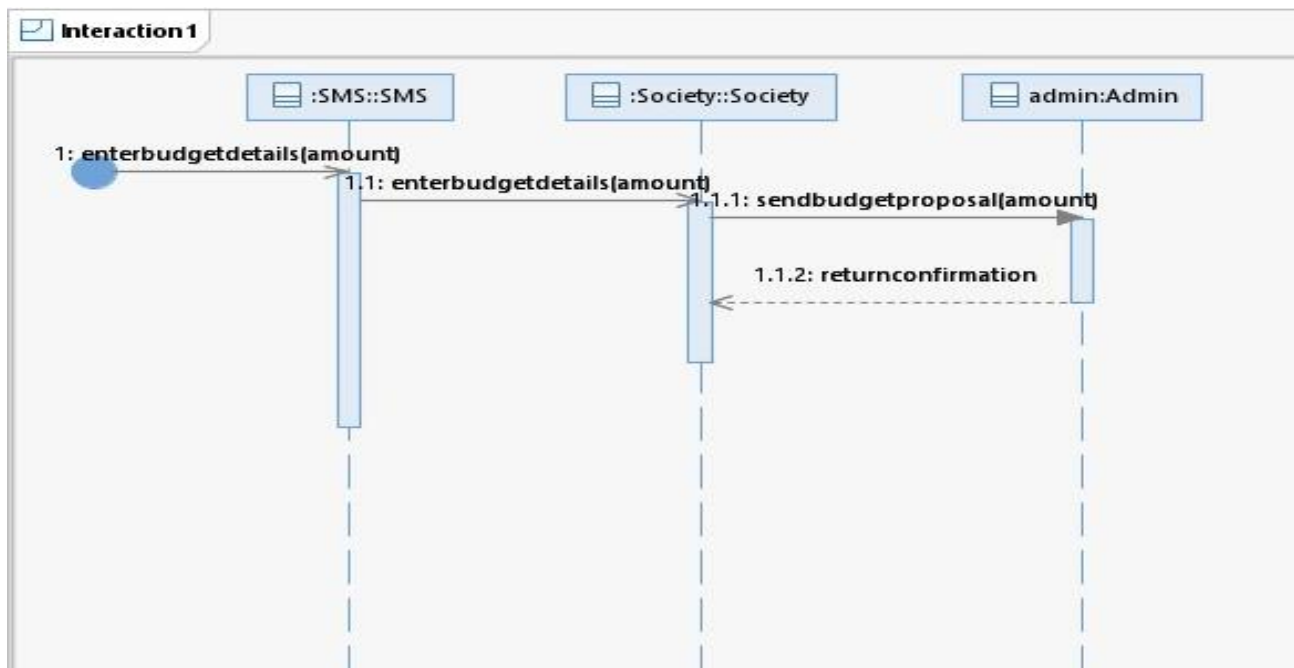 Interaction1
:SMS::SMS
:Society::Society
admin:Admin
1: enterbudgetdetails(amount)
1.1: enterbudgetdetails(amount)
1.1.1: sendbudgetproposal(amount)
1.1.2: returnconfirmation